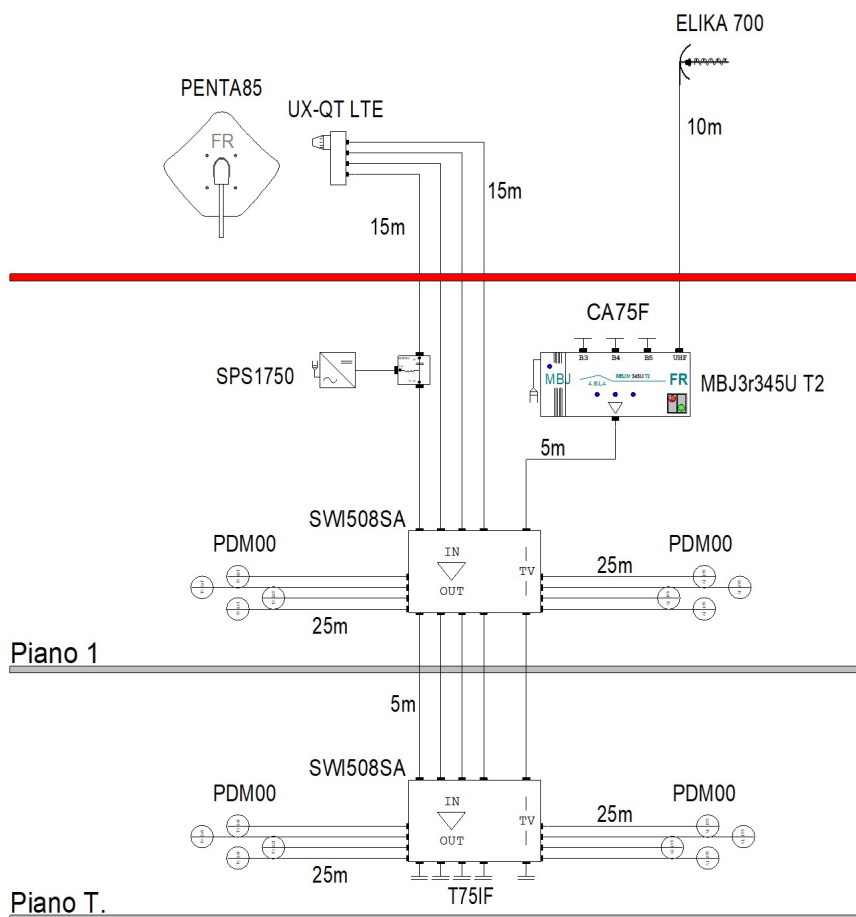 ELIKA 700
PENTA85
UX-QT LTE
FR
10m
15m
15m
CA75F
B3 B4 B5 UHF
SPS1750
MBJ
MBJ3r345U T2
FR
MBJ3r345U T2
5m
SWI508SA
PDM00
PDM00
IN
TV
OUT
25m
25m
Piano 1
5m
SWI508SA
PDM00
PDM00
IN
TV
OUT
25m
25m
T75IF
Piano T.